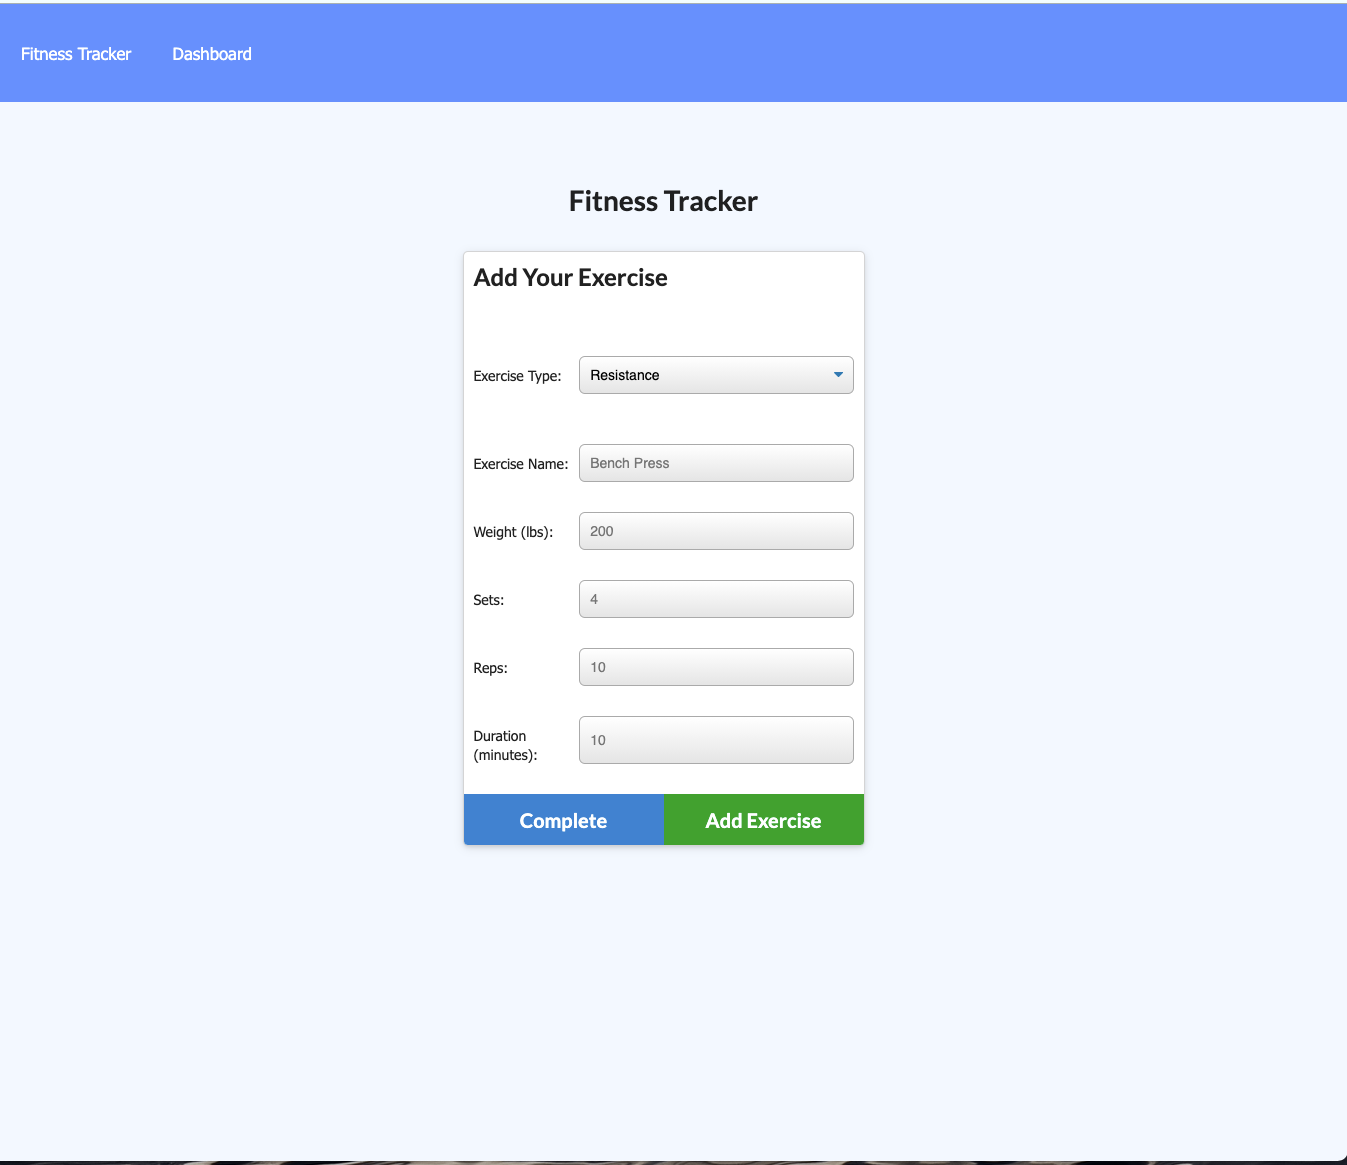 Fitness Tracker Dashboard
Fitness Tracker
Add Your Exercise
Exercise Type: Resistance
Exercise Name: Bench Press
Weight (lbs): 200
Sets: 4
Reps: 10
Duration
(minutes): 10
Complete Add Exercise